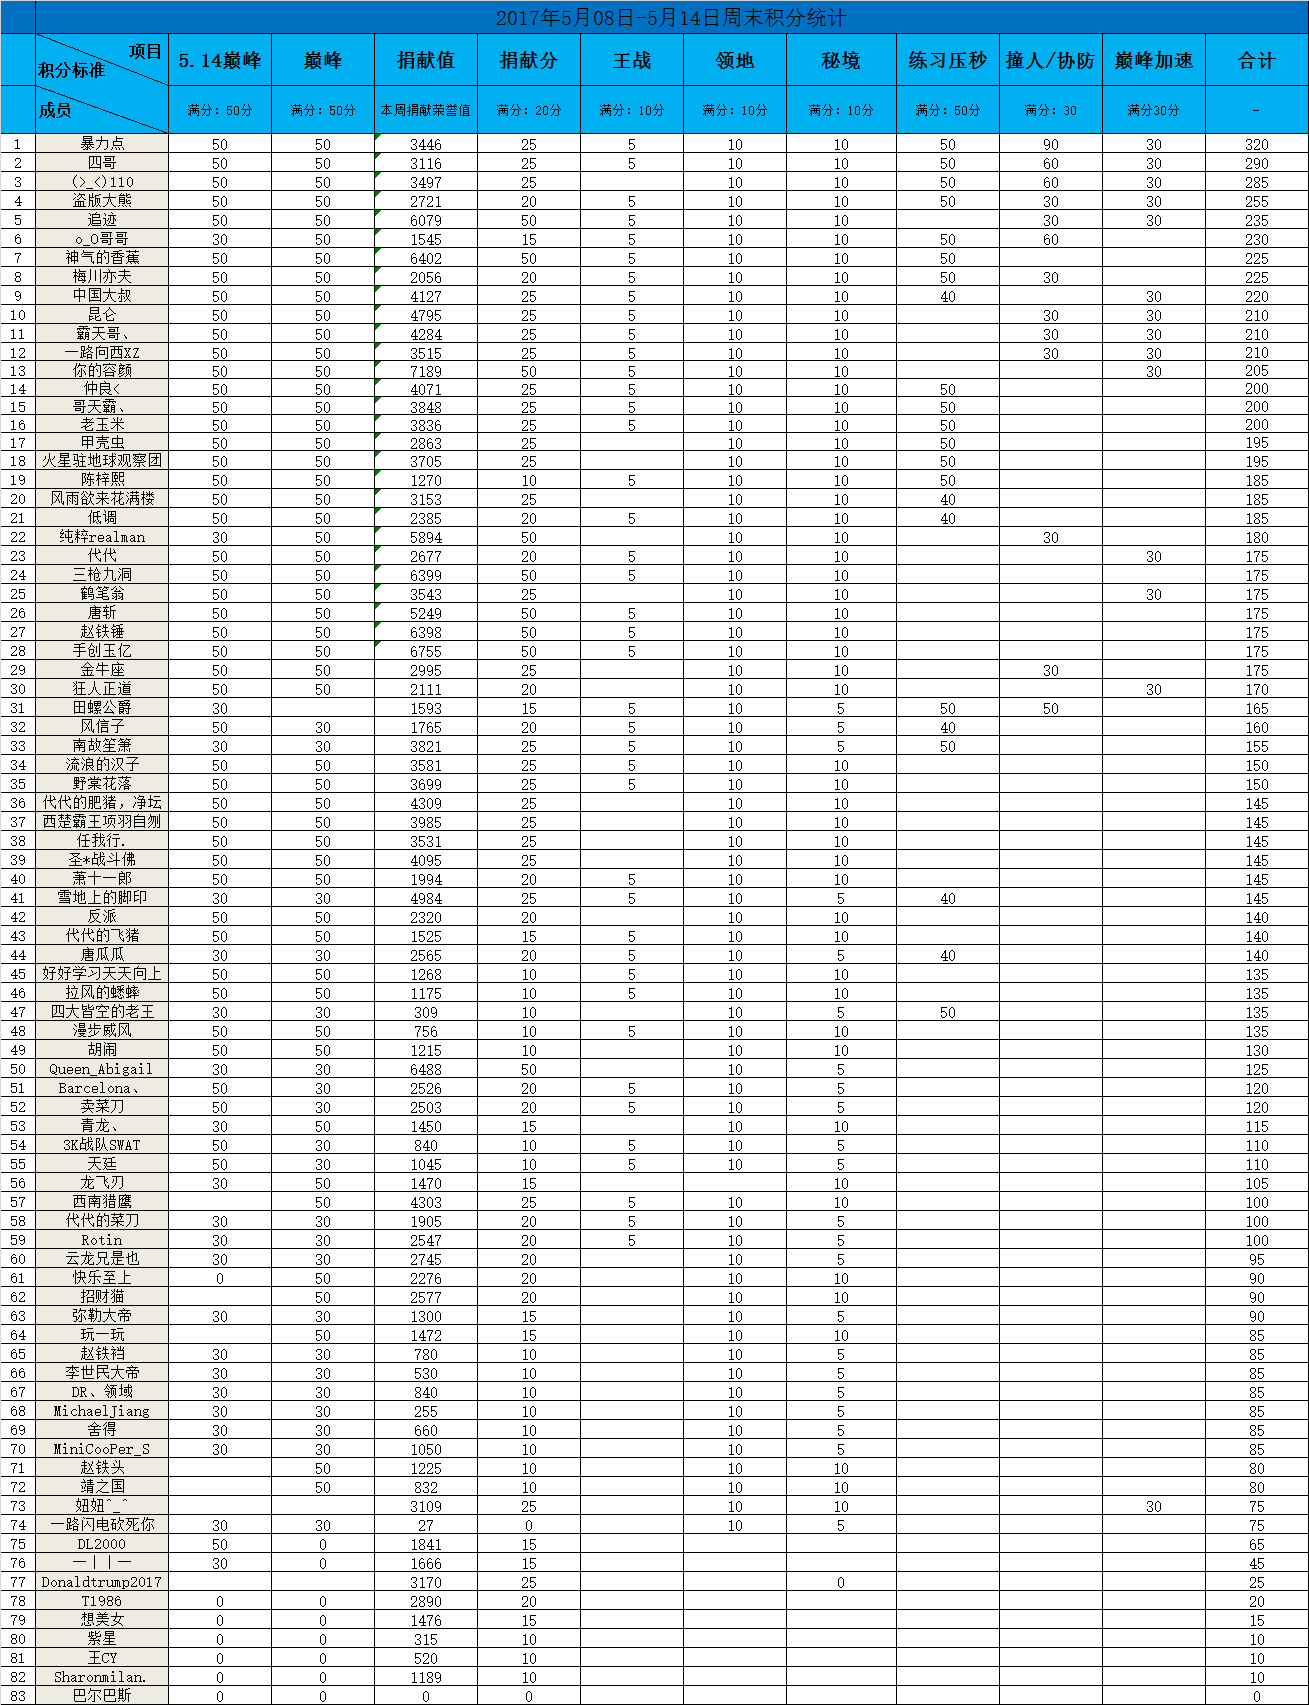 2017年5月08日-5月14日周末积分统计
项目 积分标准 5.14巅峰 巅峰 捐献值 捐献分 王战 领地 秘境 练习压秒 撞人/协防 巅峰加速 合计
成员 满分：50分 满分：50分 本周捐献荣誉值 满分：20分 满分：10分 满分：10分 满分：10分 满分：50分 满分：30 满分30分 -
1 暴力点 50 50 3446 25 5 10 10 50 90 30 320
2 四哥 50 50 3116 25 5 10 10 50 60 30 290
3 (>_<)110 50 50 3497 25 10 10 50 60 30 285
4 盗版大熊 50 50 2721 20 5 10 10 50 30 30 255
5 追迹 50 50 6079 50 5 10 10 30 30 235
6 o_O哥哥 30 50 1545 15 5 10 10 50 60 230
7 神气的香蕉 50 50 6402 50 5 10 10 50 225
8 梅川亦夫 50 50 2056 20 5 10 10 50 30 225
9 中国大叔 50 50 4127 25 5 10 10 40 30 220
10 昆仑 50 50 4795 25 5 10 10 30 30 210
11 霸天哥、 50 50 4284 25 5 10 10 30 30 210
12 一路向西XZ 50 50 3515 25 5 10 10 30 30 210
13 你的容颜 50 50 7189 50 5 10 10 30 205
14 仲良< 50 50 4071 25 5 10 10 50 200
15 哥天霸、 50 50 3848 25 5 10 10 50 200
16 老玉米 50 50 3836 25 5 10 10 50 200
17 甲壳虫 50 50 2863 25 10 10 50 195
18 火星驻地球观察团 50 50 3705 25 10 10 50 195
19 陈梓熙 50 50 1270 10 5 10 10 50 185
20 风雨欲来花满楼 50 50 3153 25 10 10 40 185
21 低调 50 50 2385 20 5 10 10 40 185
22 纯粹realman 30 50 5894 50 10 10 30 180
23 代代 50 50 2677 20 5 10 10 30 175
24 三枪九洞 50 50 6399 50 5 10 10 175
25 鹤笔翁 50 50 3543 25 10 10 30 175
26 唐斩 50 50 5249 50 5 10 10 175
27 赵铁锤 50 50 6398 50 5 10 10 175
28 手创玉亿 50 50 6755 50 5 10 10 175
29 金牛座 50 50 2995 25 10 10 30 175
30 狂人正道 50 50 2111 20 10 10 30 170
31 田螺公爵 30 1593 15 5 10 5 50 50 165
32 风信子 50 30 1765 20 5 10 5 40 160
33 南故笙箫 30 30 3821 25 5 10 5 50 155
34 流浪的汉子 50 50 3581 25 5 10 10 150
35 野棠花落 50 50 3699 25 5 10 10 150
36 代代的肥猪，净坛 50 50 4309 25 10 10 145
37 西楚霸王项羽自刎 50 50 3985 25 10 10 145
38 任我行. 50 50 3531 25 10 10 145
39 圣*战斗佛 50 50 4095 25 10 10 145
40 萧十一郎 50 50 1994 20 5 10 10 145
41 雪地上的脚印 30 30 4984 25 5 10 5 40 145
42 反派 50 50 2320 20 10 10 140
43 代代的飞猪 50 50 1525 15 5 10 10 140
44 唐瓜瓜 30 30 2565 20 5 10 5 40 140
45 好好学习天天向上 50 50 1268 10 5 10 10 135
46 拉风的蟋蟀 50 50 1175 10 5 10 10 135
47 四大皆空的老王 30 30 309 10 10 5 50 135
48 漫步威风 50 50 756 10 5 10 10 135
49 胡闹 50 50 1215 10 10 10 130
50 Queen_Abigail 30 30 6488 50 10 5 125
51 Barcelona、 50 30 2526 20 5 10 5 120
52 卖菜刀 50 30 2503 20 5 10 5 120
53 青龙、 30 50 1450 15 10 10 115
54 3K战队SWAT 50 30 840 10 5 10 5 110
55 天廷 50 30 1045 10 5 10 5 110
56 龙飞刃 30 50 1470 15 10 105
57 西南猎鹰 50 4303 25 5 10 10 100
58 代代的菜刀 30 30 1905 20 5 10 5 100
59 Rotin 30 30 2547 20 5 10 5 100
60 云龙兄是也 30 30 2745 20 10 5 95
61 快乐至上 0 50 2276 20 10 10 90
62 招财猫 50 2577 20 10 10 90
63 弥勒大帝 30 30 1300 15 10 5 90
64 玩一玩 50 1472 15 10 10 85
65 赵铁裆 30 30 780 10 10 5 85
66 李世民大帝 30 30 530 10 10 5 85
67 DR、领域 30 30 840 10 10 5 85
68 MichaelJiang 30 30 255 10 10 5 85
69 舍得 30 30 660 10 10 5 85
70 MiniCooPer_S 30 30 1050 10 10 5 85
71 赵铁头 50 1225 10 10 10 80
72 靖之国 50 832 10 10 10 80
73 妞妞^_^ 3109 25 10 10 30 75
74 一路闪电砍死你 30 30 27 0 10 5 75
75 DL2000 50 0 1841 15 65
76 一丨丨一 30 0 1666 15 45
77 Donaldtrump2017 3170 25 0 25
78 T1986 0 0 2890 20 20
79 想美女 0 0 1476 15 15
80 紫星 0 0 315 10 10
81 王CY 0 0 520 10 10
82 Sharonmilan. 0 0 1189 10 10
83 巴尔巴斯 0 0 0 0 0